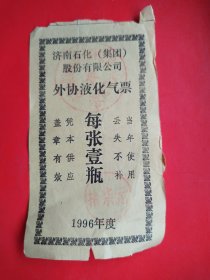 济南石化（集团）
股份有限公司
外协液化气票
当年使用
丢失不补
每张壹瓶
凭本供应
盖章有效
1996年度